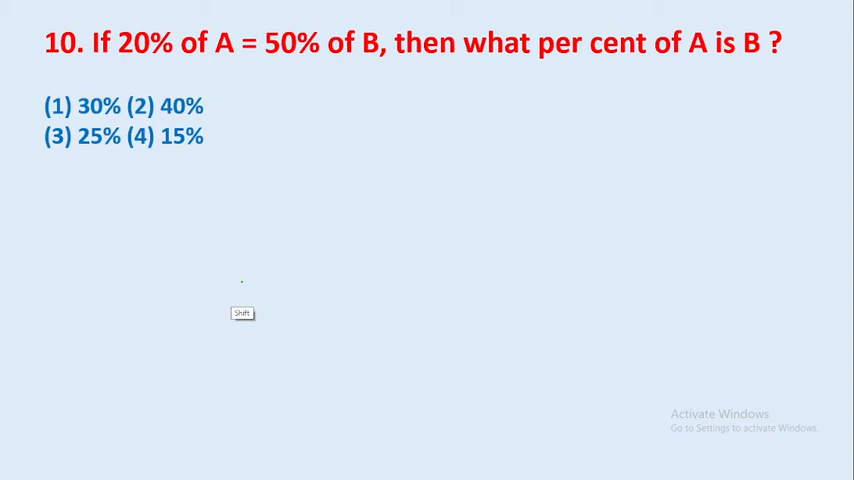 10. If 20% of A = 50% of B, then what per cent of A is B ?
(1) 30% (2) 40%
(3) 25% (4) 15%
Shift
Activate Windows
Go to Settings to activate Windows.